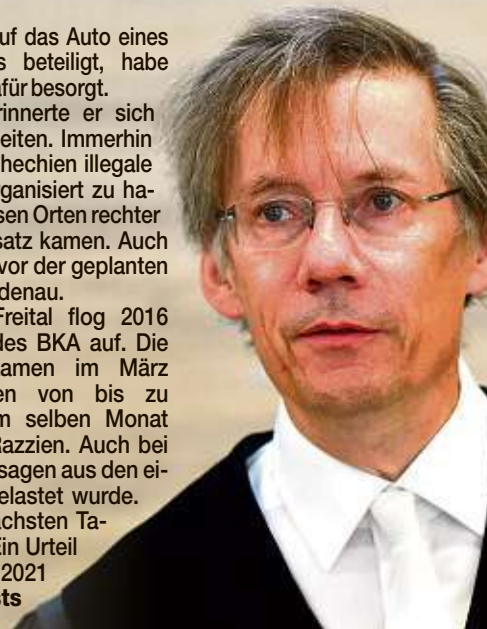 uf das Auto eines
s beteiligt, habe
afür besorgt.
rinnerte er sich
eiten. Immerhin
hechien illegale
rganisiert zu ha-
sen Orten rechter
satz kamen. Auch
vor der geplanten
denau.
Freital flog 2016
des BKA auf. Die
amen im März
en von bis zu
m selben Monat
Razzien. Auch bei
sagen aus den ei-
elastet wurde.
ächsten Ta-
Ein Urteil
2021
sts